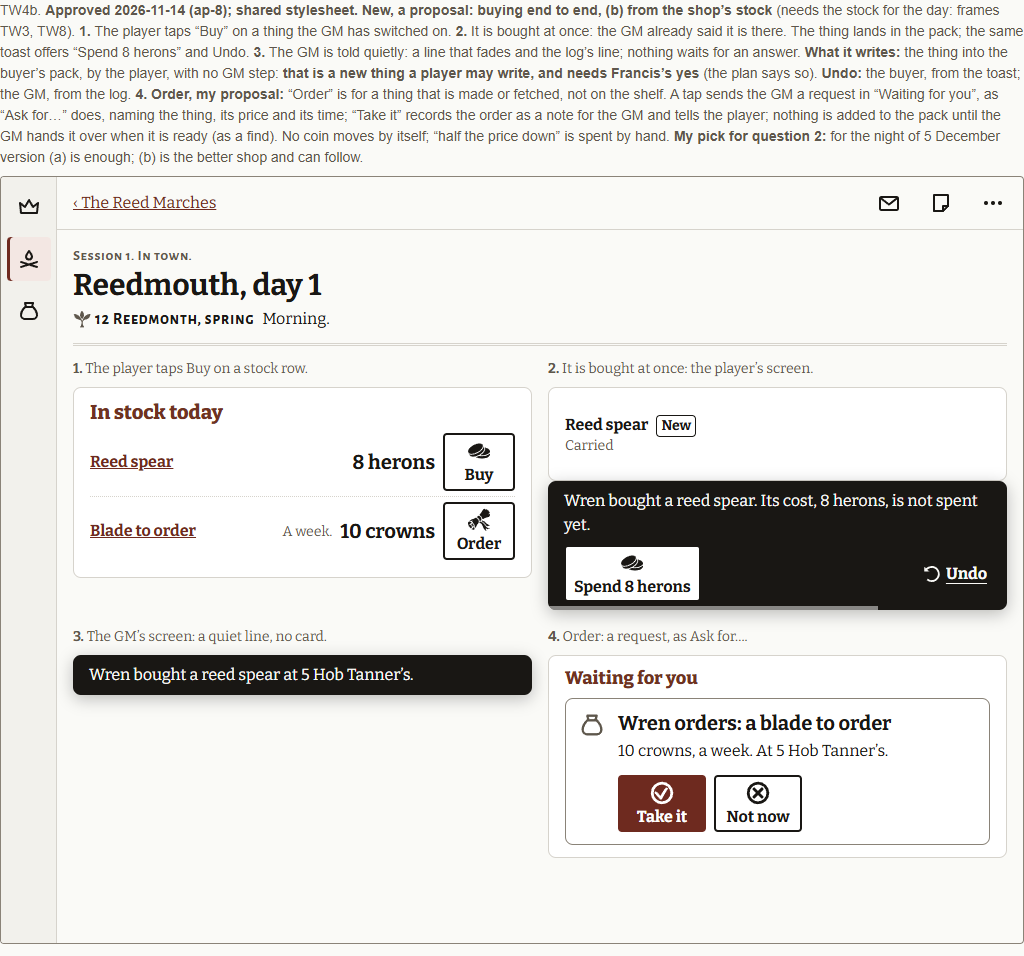 TW4b. Approved 2026-11-14 (ap-8); shared stylesheet. New, a proposal: buying end to end, (b) from the shop's stock (needs the stock for the day: frames
TW3, TW8). 1. The player taps “Buy” on a thing the GM has switched on. 2. It is bought at once: the GM already said it is there. The thing lands in the pack; the same
toast offers “Spend 8 herons” and Undo. 3. The GM is told quietly: a line that fades and the log’s line; nothing waits for an answer. What it writes: the thing into the
buyer’s pack, by the player, with no GM step: that is a new thing a player may write, and needs Francis’s yes (the plan says so). Undo: the buyer, from the toast;
the GM, from the log. 4. Order, my proposal: “Order” is for a thing that is made or fetched, not on the shelf. A tap sends the GM a request in “Waiting for you”, as
“Ask for…” does, naming the thing, its price and its time; “Take it” records the order as a note for the GM and tells the player; nothing is added to the pack until the
GM hands it over when it is ready (as a find). No coin moves by itself; “half the price down” is spent by hand. My pick for question 2: for the night of 5 December
version (a) is enough; (b) is the better shop and can follow.
‹ The Reed Marches
Session 1. In town.
Reedmouth, day 1
12 Reedmonth, spring Morning.
1. The player taps Buy on a stock row.
In stock today
Reed spear 8 herons Buy
Blade to order A week. 10 crowns Order
2. It is bought at once: the player’s screen.
Reed spear New
Carried
Wren bought a reed spear. Its cost, 8 herons, is not spent
yet.
Spend 8 herons Undo
3. The GM’s screen: a quiet line, no card.
Wren bought a reed spear at 5 Hob Tanner’s.
4. Order: a request, as Ask for….
Waiting for you
Wren orders: a blade to order
10 crowns, a week. At 5 Hob Tanner’s.
Take it Not now